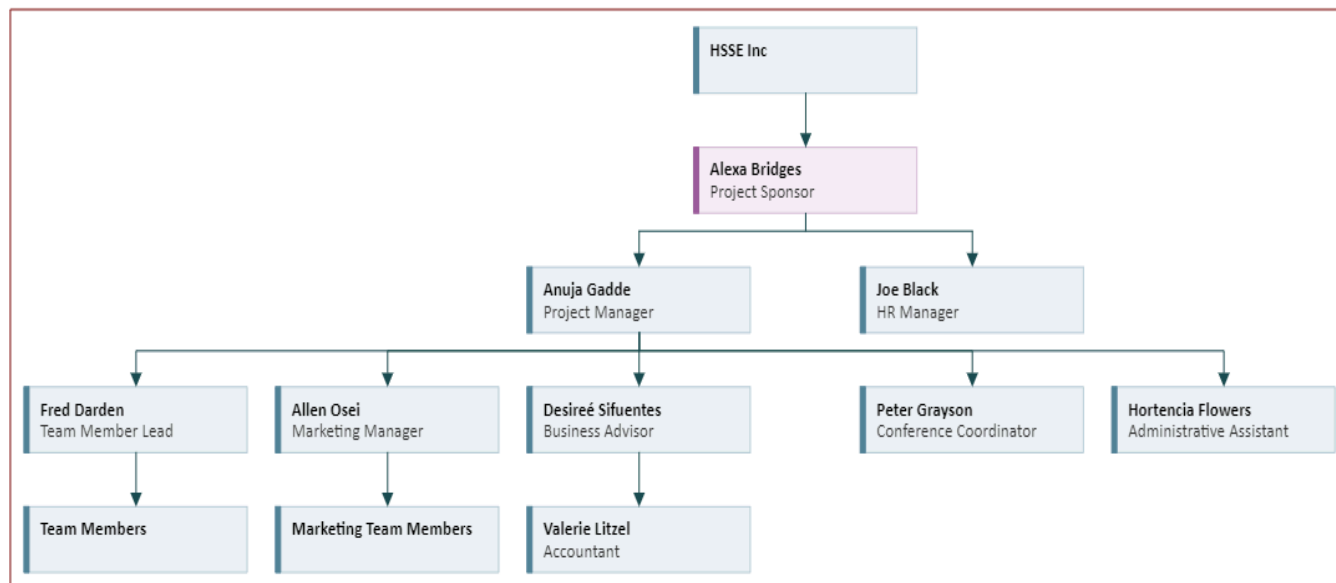 HSSE Inc
Alexa Bridges
Project Sponsor
Anuja Gadde
Project Manager
Joe Black
HR Manager
Fred Darden
Team Member Lead
Allen Osei
Marketing Manager
Desireé Sifuentes
Business Advisor
Peter Grayson
Conference Coordinator
Hortencia Flowers
Administrative Assistant
Team Members
Marketing Team Members
Valerie Litzel
Accountant